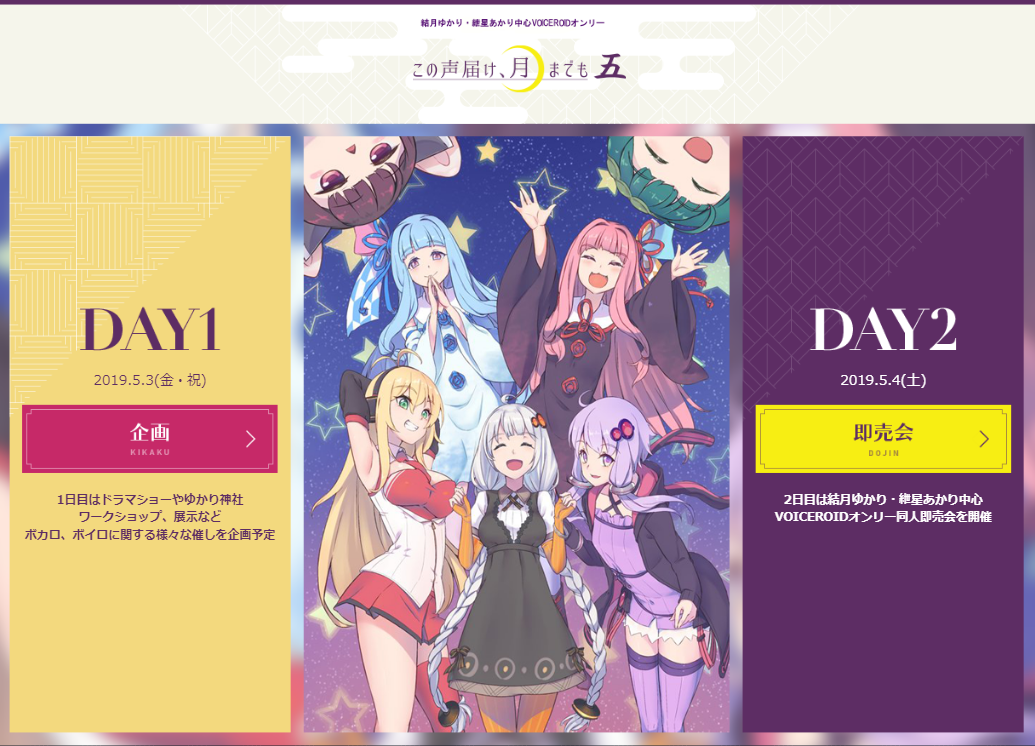 結月ゆかり・紲星あかり中心VOICEROIDオンリー
この声届け、月までも 五
DAY1
2019.5.3(金・祝)
企画
KIKAKU
1日目はドラマショーやゆかり神社
ワークショップ、展示など
ボカロ、ボイロに関する様々な催しを企画予定
DAY2
2019.5.4(土)
即売会
DOJIN
2日目は結月ゆかり・紲星あかり中心
VOICEROIDオンリー同人即売会を開催